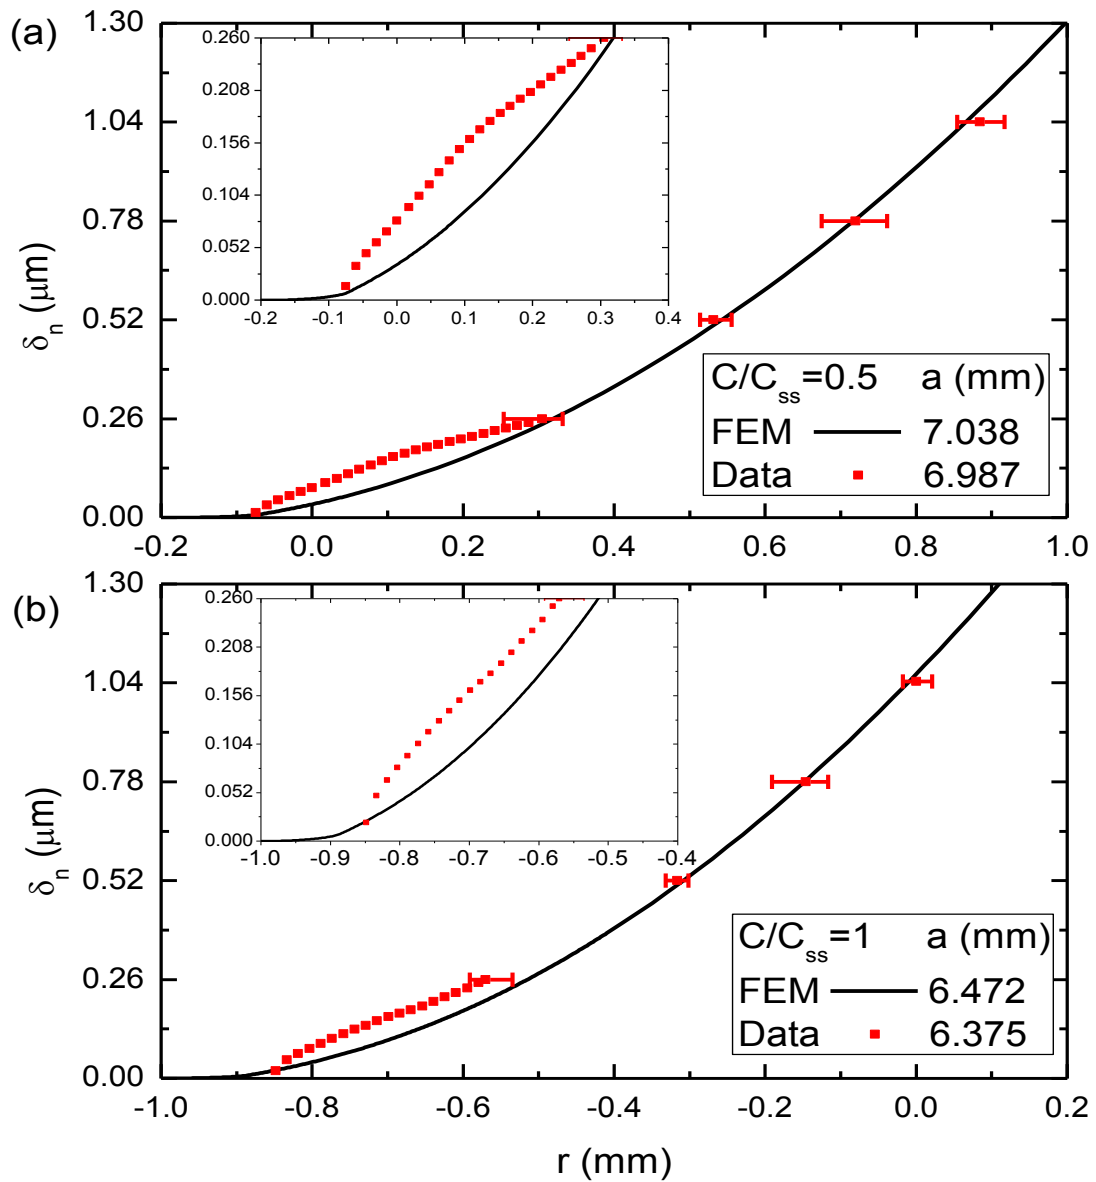 (a)
1.30
1.04
0.78
0.52
0.26
0.00
δn (μm)
0.260
0.208
0.156
0.104
0.052
0.000
-0.2 -0.1 0.0 0.1 0.2 0.3 0.4
C/Css=0.5 a (mm)
FEM 7.038
Data 6.987
-0.2 0.0 0.2 0.4 0.6 0.8 1.0
(b)
1.30
1.04
0.78
0.52
0.26
0.00
δn (μm)
0.260
0.208
0.156
0.104
0.052
0.000
-1.0 -0.9 -0.8 -0.7 -0.6 -0.5 -0.4
C/Css=1 a (mm)
FEM 6.472
Data 6.375
-1.0 -0.8 -0.6 -0.4 -0.2 0.0 0.2
r (mm)